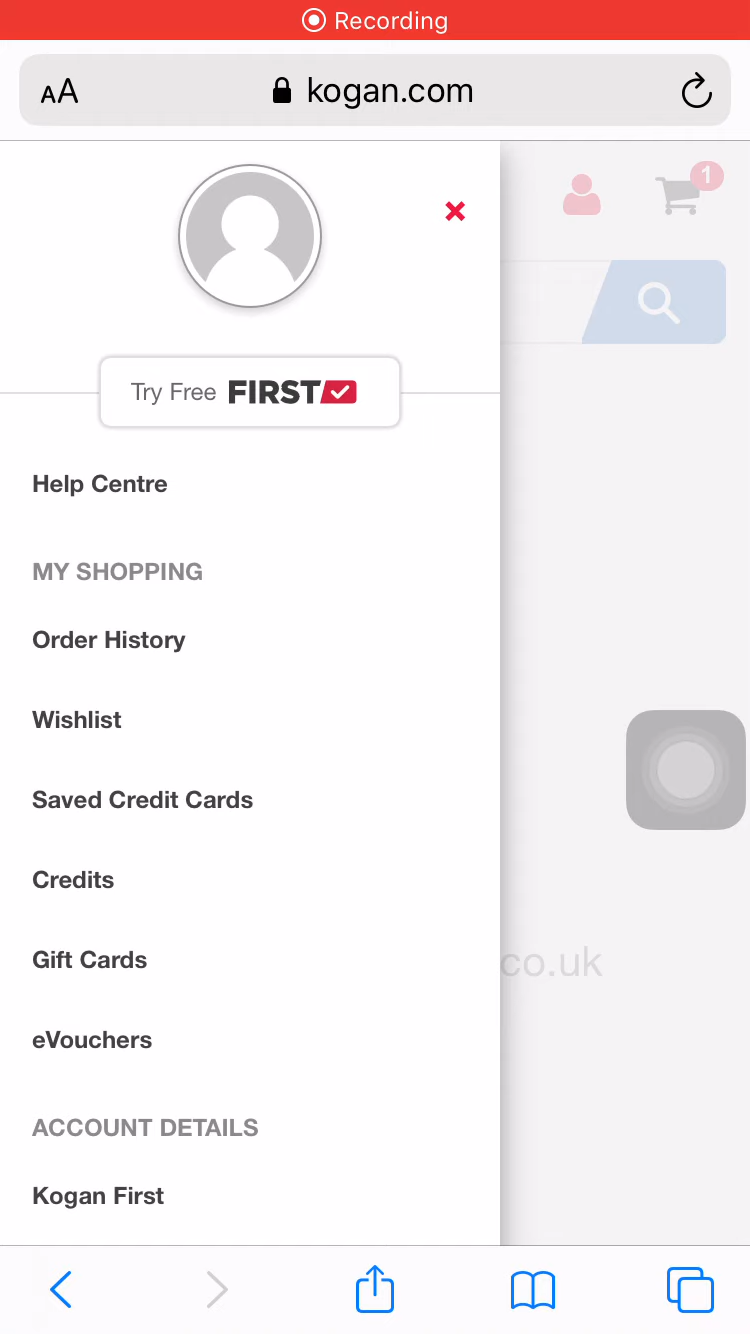 Recording
AA kogan.com
1
Try Free FIRST
Help Centre
MY SHOPPING
Order History
Wishlist
Saved Credit Cards
Credits
Gift Cards
eVouchers
co.uk
ACCOUNT DETAILS
Kogan First